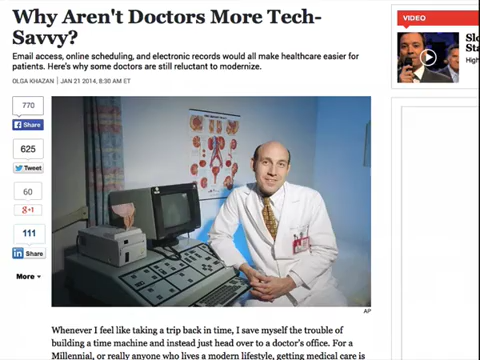 Why Aren't Doctors More Tech-
Savvy?
Email access, online scheduling, and electronic records would all make healthcare easier for
patients. Here's why some doctors are still reluctant to modernize.
OLGA KHAZAN | JAN 21 2014, 8:30 AM ET
VIDEO
Slo
Sta
High
770
Share
625
Tweet
60
+1
111
in Share
More
AP
Whenever I feel like taking a trip back in time, I save myself the trouble of
building a time machine and instead just head over to a doctor's office. For a
Millennial, or really anyone who lives a modern lifestyle, getting medical care is